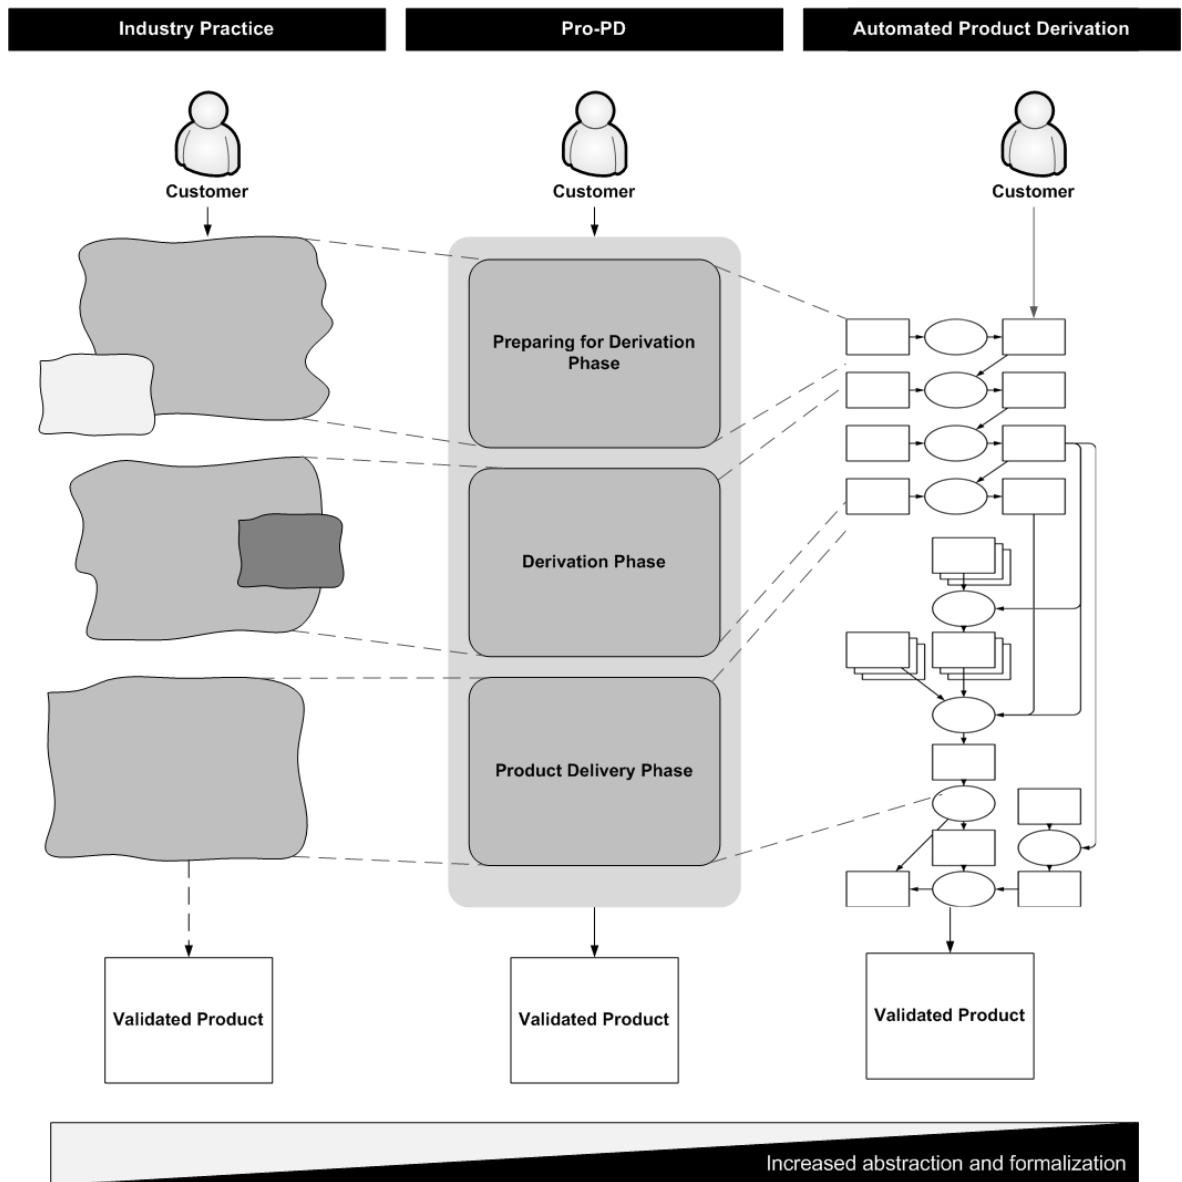 Industry Practice
Pro-PD
Automated Product Derivation
Customer
Customer
Customer
Preparing for Derivation
Phase
Derivation Phase
Product Delivery Phase
Validated Product
Validated Product
Validated Product
Increased abstraction and formalization